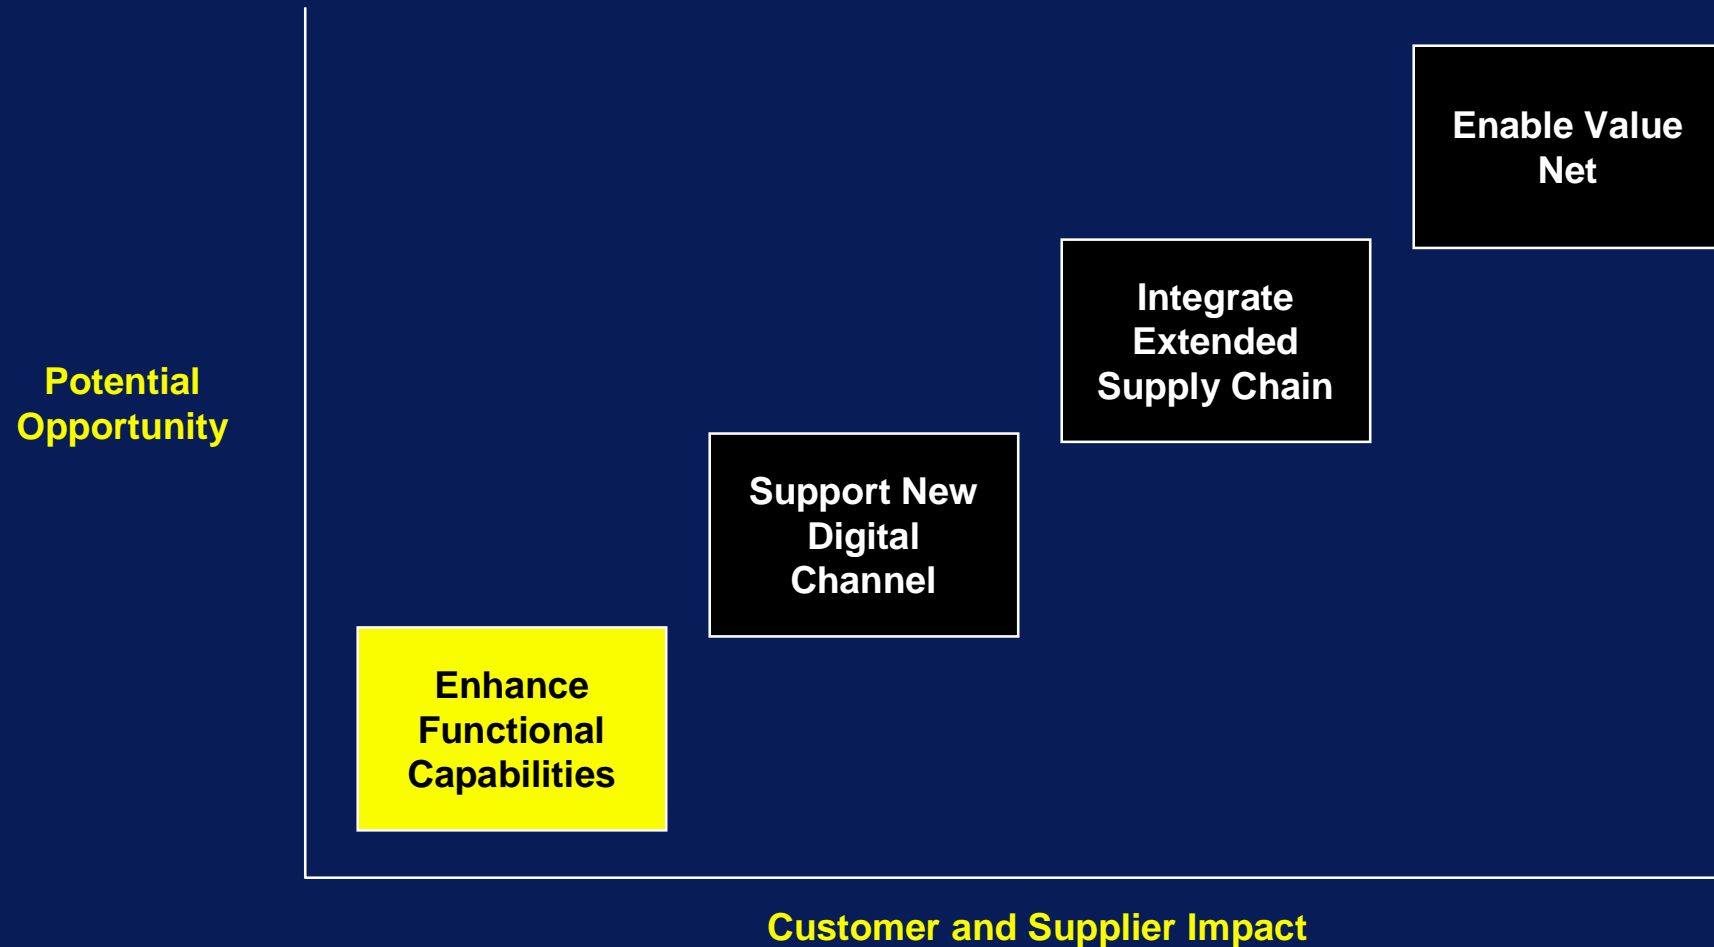 Enable Value
Net
Integrate
Extended
Supply Chain
Potential
Opportunity
Support New
Digital
Channel
Enhance
Functional
Capabilities
Customer and Supplier Impact